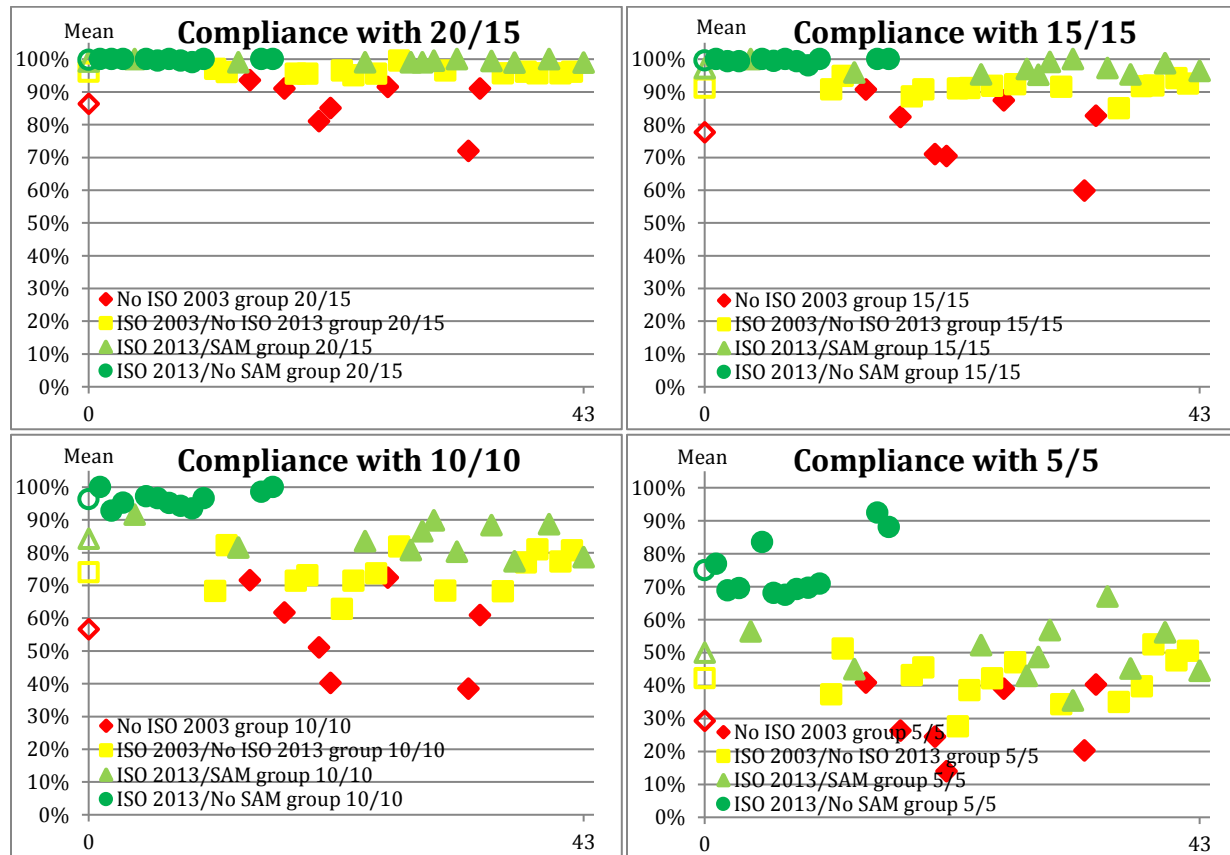 Compliance with 20/15
Mean
100%
90%
80%
70%
60%
50%
40%
30%
20%
10%
0%
No ISO 2003 group 20/15
ISO 2003/No ISO 2013 group 20/15
ISO 2013/SAM group 20/15
ISO 2013/No SAM group 20/15
0
43
Compliance with 15/15
Mean
100%
90%
80%
70%
60%
50%
40%
30%
20%
10%
0%
No ISO 2003 group 15/15
ISO 2003/No ISO 2013 group 15/15
ISO 2013/SAM group 15/15
ISO 2013/No SAM group 15/15
0
43
Compliance with 10/10
Mean
100%
90%
80%
70%
60%
50%
40%
30%
20%
10%
0%
No ISO 2003 group 10/10
ISO 2003/No ISO 2013 group 10/10
ISO 2013/SAM group 10/10
ISO 2013/No SAM group 10/10
0
43
Compliance with 5/5
Mean
100%
90%
80%
70%
60%
50%
40%
30%
20%
10%
0%
No ISO 2003 group 5/5
ISO 2003/No ISO 2013 group 5/5
ISO 2013/SAM group 5/5
ISO 2013/No SAM group 5/5
0
43